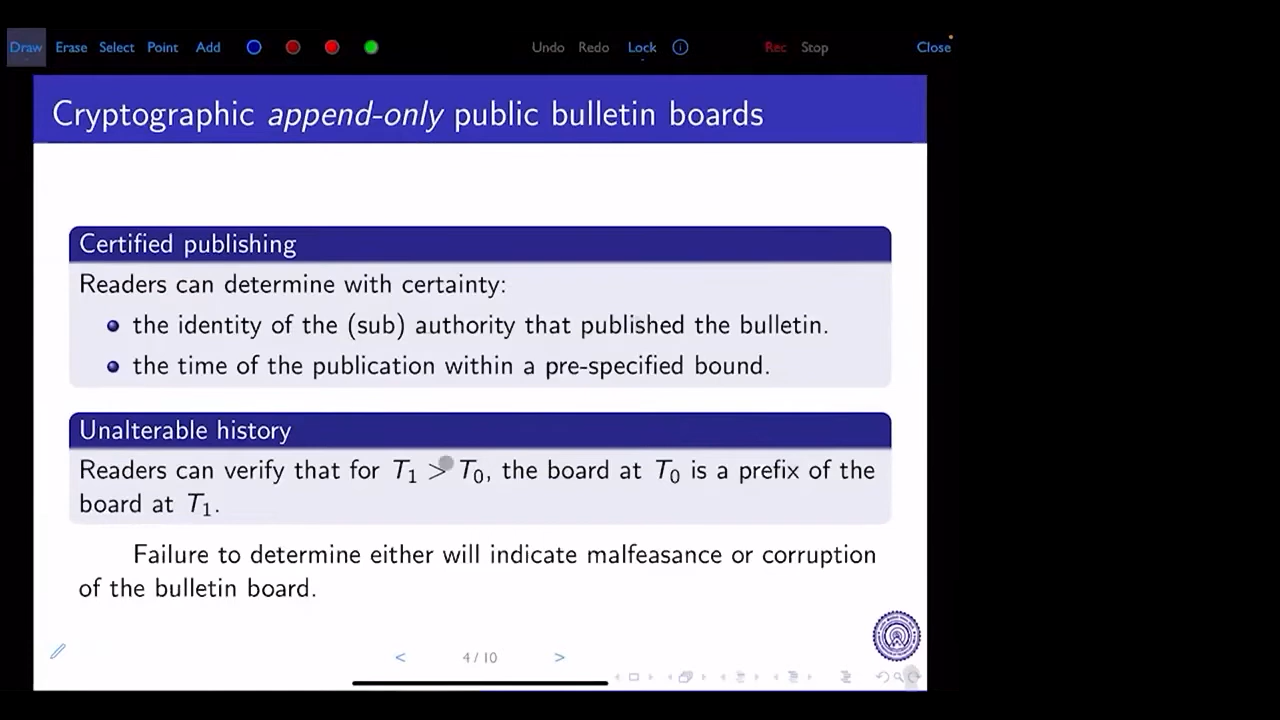 Draw Erase Select Point Add Undo Redo Lock Rec Stop Close
Cryptographic append-only public bulletin boards
Certified publishing
Readers can determine with certainty:
the identity of the (sub) authority that published the bulletin.
the time of the publication within a pre-specified bound.
Unalterable history
Readers can verify that for T₁ > T₀, the board at T₀ is a prefix of the
board at T₁.
Failure to determine either will indicate malfeasance or corruption
of the bulletin board.
< 4 / 10 >